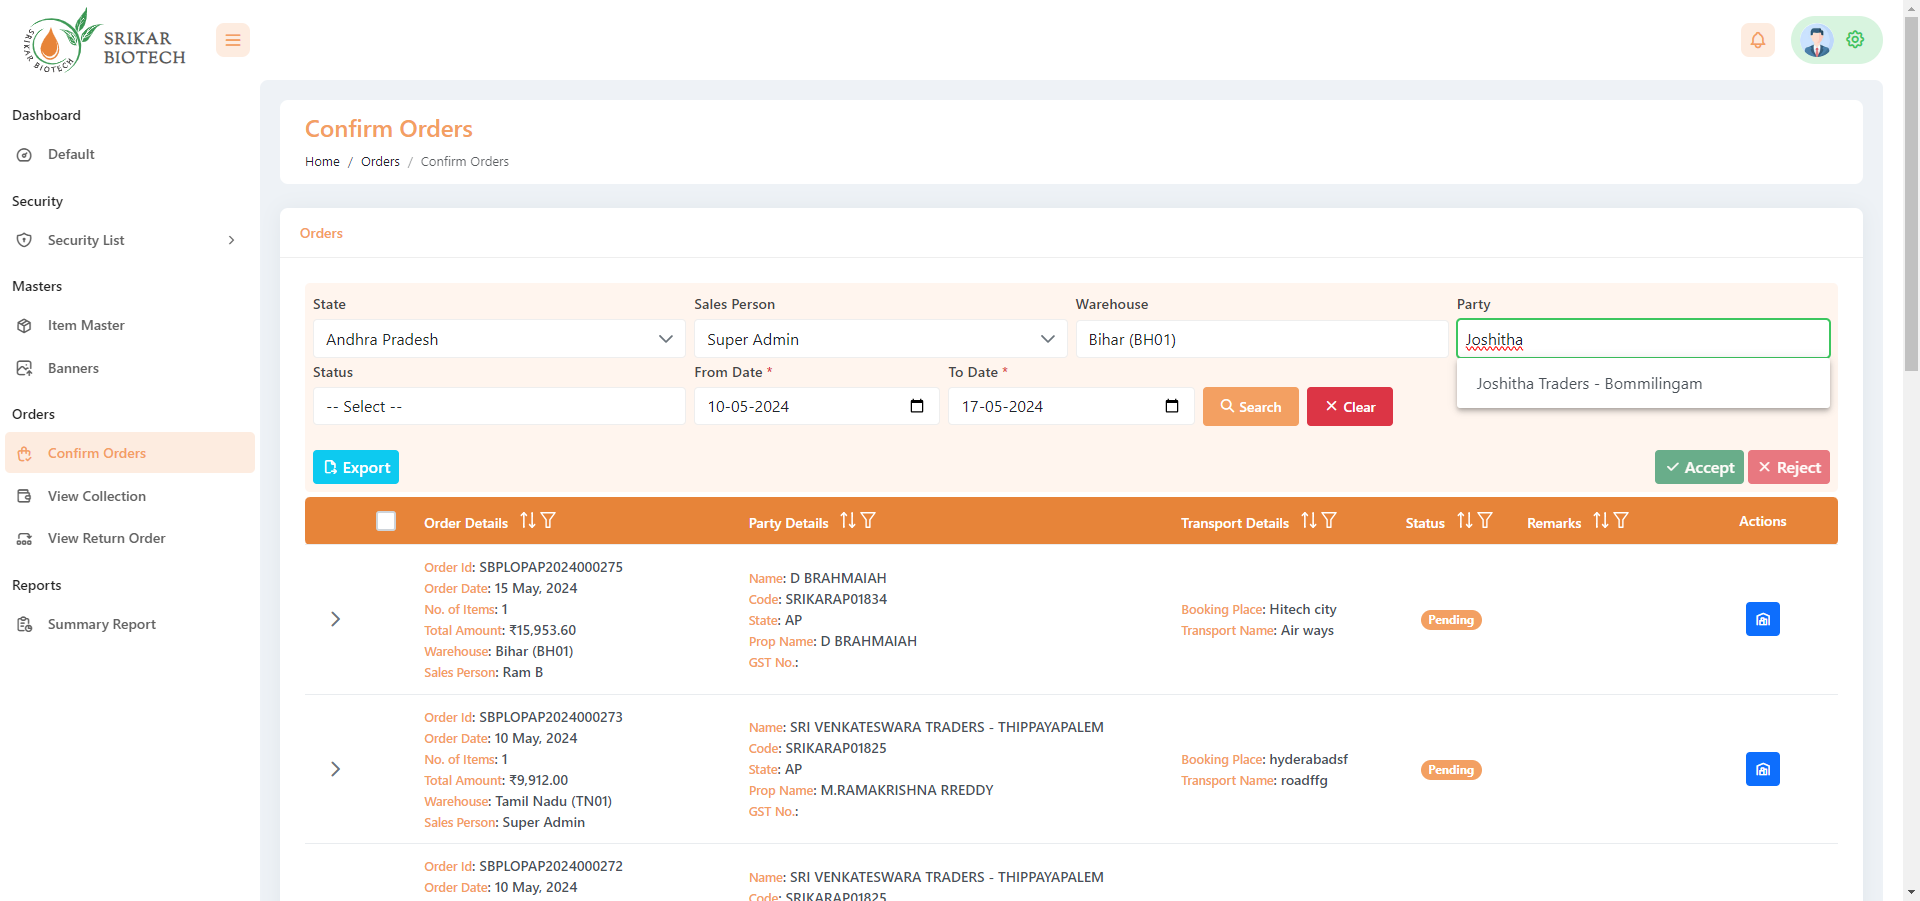 SRIKAR BIOTECH
SRIKAR
BIOTECH
Dashboard
Default
Security
Security List
Masters
Item Master
Banners
Orders
Confirm Orders
View Collection
View Return Order
Reports
Summary Report
Confirm Orders
Home / Orders / Confirm Orders
Orders
State
Sales Person
Warehouse
Party
Andhra Pradesh
Super Admin
Bihar (BH01)
Joshitha
Joshitha Traders - Bommilingam
Status
From Date *
To Date *
-- Select --
10-05-2024
17-05-2024
Search
Clear
Export
Accept
Reject
Order Details
Party Details
Transport Details
Status
Remarks
Actions
Order Id: SBPLOPAP2024000275
Order Date: 15 May, 2024
No. of Items: 1
Total Amount: ₹15,953.60
Warehouse: Bihar (BH01)
Sales Person: Ram B
Name: D BRAHMAIAH
Code: SRIKARAP01834
State: AP
Prop Name: D BRAHMAIAH
GST No.:
Booking Place: Hitech city
Transport Name: Air ways
Pending
Order Id: SBPLOPAP2024000273
Order Date: 10 May, 2024
No. of Items: 1
Total Amount: ₹9,912.00
Warehouse: Tamil Nadu (TN01)
Sales Person: Super Admin
Name: SRI VENKATESWARA TRADERS - THIPPAYAPALEM
Code: SRIKARAP01825
State: AP
Prop Name: M.RAMAKRISHNA RREDDY
GST No.:
Booking Place: hyderabadsf
Transport Name: roadffg
Pending
Order Id: SBPLOPAP2024000272
Order Date: 10 May, 2024
Name: SRI VENKATESWARA TRADERS - THIPPAYAPALEM
Code: SRIKARAP01825